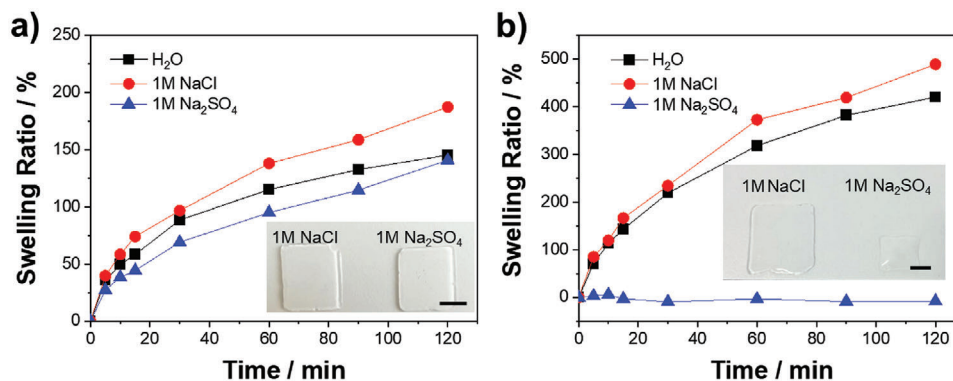 a)
250
200
150
100
50
0
Swelling Ratio / %
H₂O
1M NaCl
1M Na₂SO₄
1M NaCl
1M Na₂SO₄
0 20 40 60 80 100 120
Time / min
b)
500
400
300
200
100
0
Swelling Ratio / %
H₂O
1M NaCl
1M Na₂SO₄
1M NaCl
1M Na₂SO₄
0 20 40 60 80 100 120
Time / min